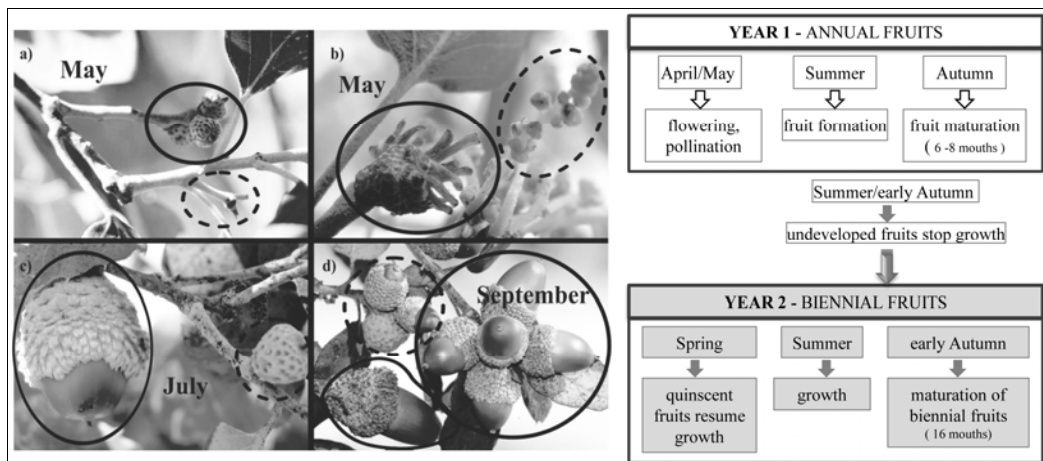 a)
May
b)
May
c)
July
d)
September
YEAR 1 - ANNUAL FRUITS
April/May
Summer
Autumn
flowering,
pollination
fruit formation
fruit maturation
( 6 -8 mouths )
Summer/early Autumn
undeveloped fruits stop growth
YEAR 2 - BIENNIAL FRUITS
Spring
Summer
early Autumn
quinscent
fruits resume
growth
growth
maturation of
biennial fruits
( 16 mouths)